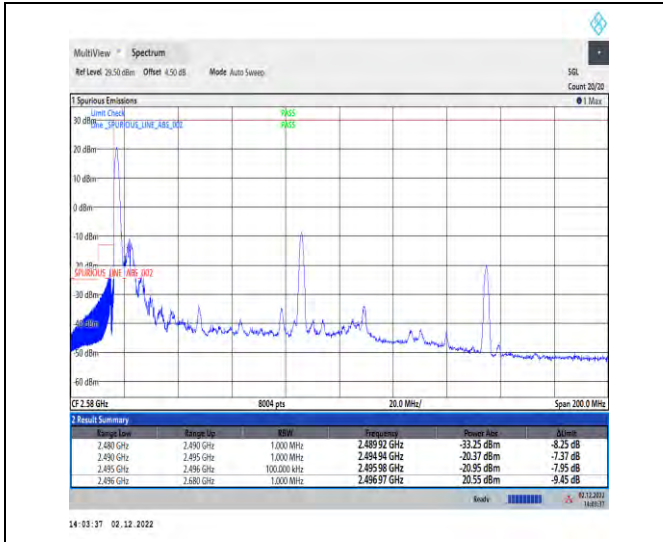 MultiView Spectrum
Ref Level 29.50 dBm Offset 4.50 dB Mode Auto Sweep
SGL
Count 20/20
1 Spurious Emissions 1 Max
Limit Check PASS
30 dBm
Line _SPURIOUS_LINE_ABS_002 PASS
20 dBm
10 dBm
0 dBm
-10 dBm
-20 dBm
_SPURIOUS_LINE_ABS_002
-30 dBm
-40 dBm
-50 dBm
-60 dBm
CF 2.58 GHz 8004 pts 20.0 MHz/ Span 200.0 MHz
2 Result Summary
Range Low Range Up RBW Frequency Power Abs ΔLimit
2.480 GHz 2.490 GHz 1.000 MHz 2.489 92 GHz -33.25 dBm -8.25 dB
2.490 GHz 2.495 GHz 1.000 MHz 2.494 94 GHz -20.37 dBm -7.37 dB
2.495 GHz 2.496 GHz 100.000 kHz 2.495 98 GHz -20.95 dBm -7.95 dB
2.496 GHz 2.680 GHz 1.000 MHz 2.496 97 GHz 20.55 dBm -9.45 dB
Ready 02.12.2022
14:03:37
14:03:37 02.12.2022